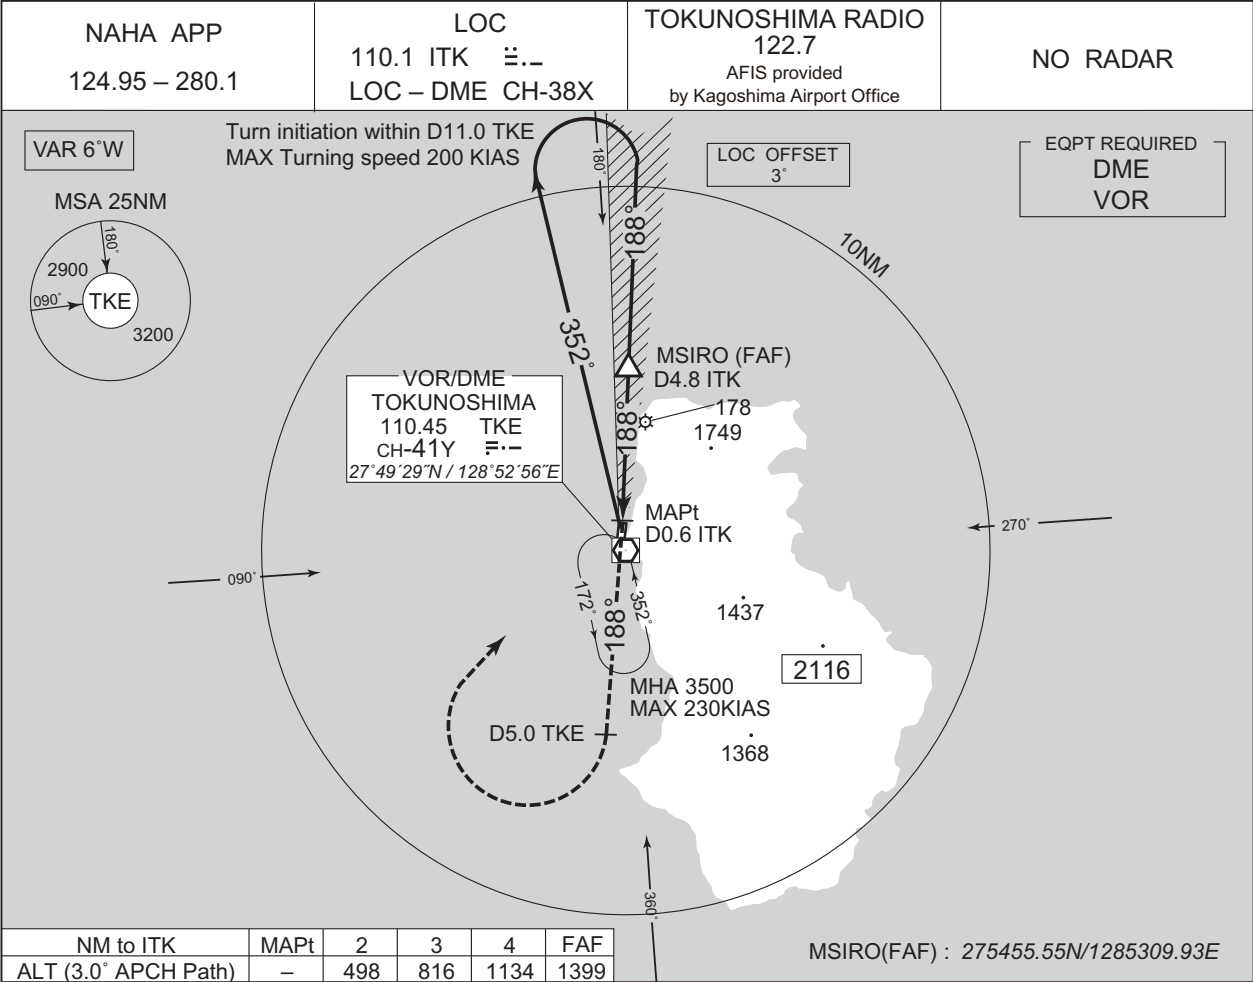 NAHA APP
124.95 – 280.1
LOC
110.1 ITK
LOC – DME CH-38X
TOKUNOSHIMA RADIO
122.7
AFIS provided
by Kagoshima Airport Office
NO RADAR
VAR 6˚W
Turn initiation within D11.0 TKE
MAX Turning speed 200 KIAS
180˚
LOC OFFSET
3˚
EQPT REQUIRED
DME
VOR
MSA 25NM
180˚
2900
090˚
TKE
3200
188°
10NM
352°
MSIRO (FAF)
D4.8 ITK
VOR/DME
TOKUNOSHIMA
110.45 TKE
CH-41Y
27˚49´29˝N / 128˚52´56˝E
188°
178
1749
MAPt
D0.6 ITK
270˚
090˚
172˚
188°
352˚
1437
2116
MHA 3500
MAX 230KIAS
D5.0 TKE
1368
360˚
NM to ITK MAPt 2 3 4 FAF
ALT (3.0˚ APCH Path) – 498 816 1134 1399
MSIRO(FAF) : 275455.55N/1285309.93E